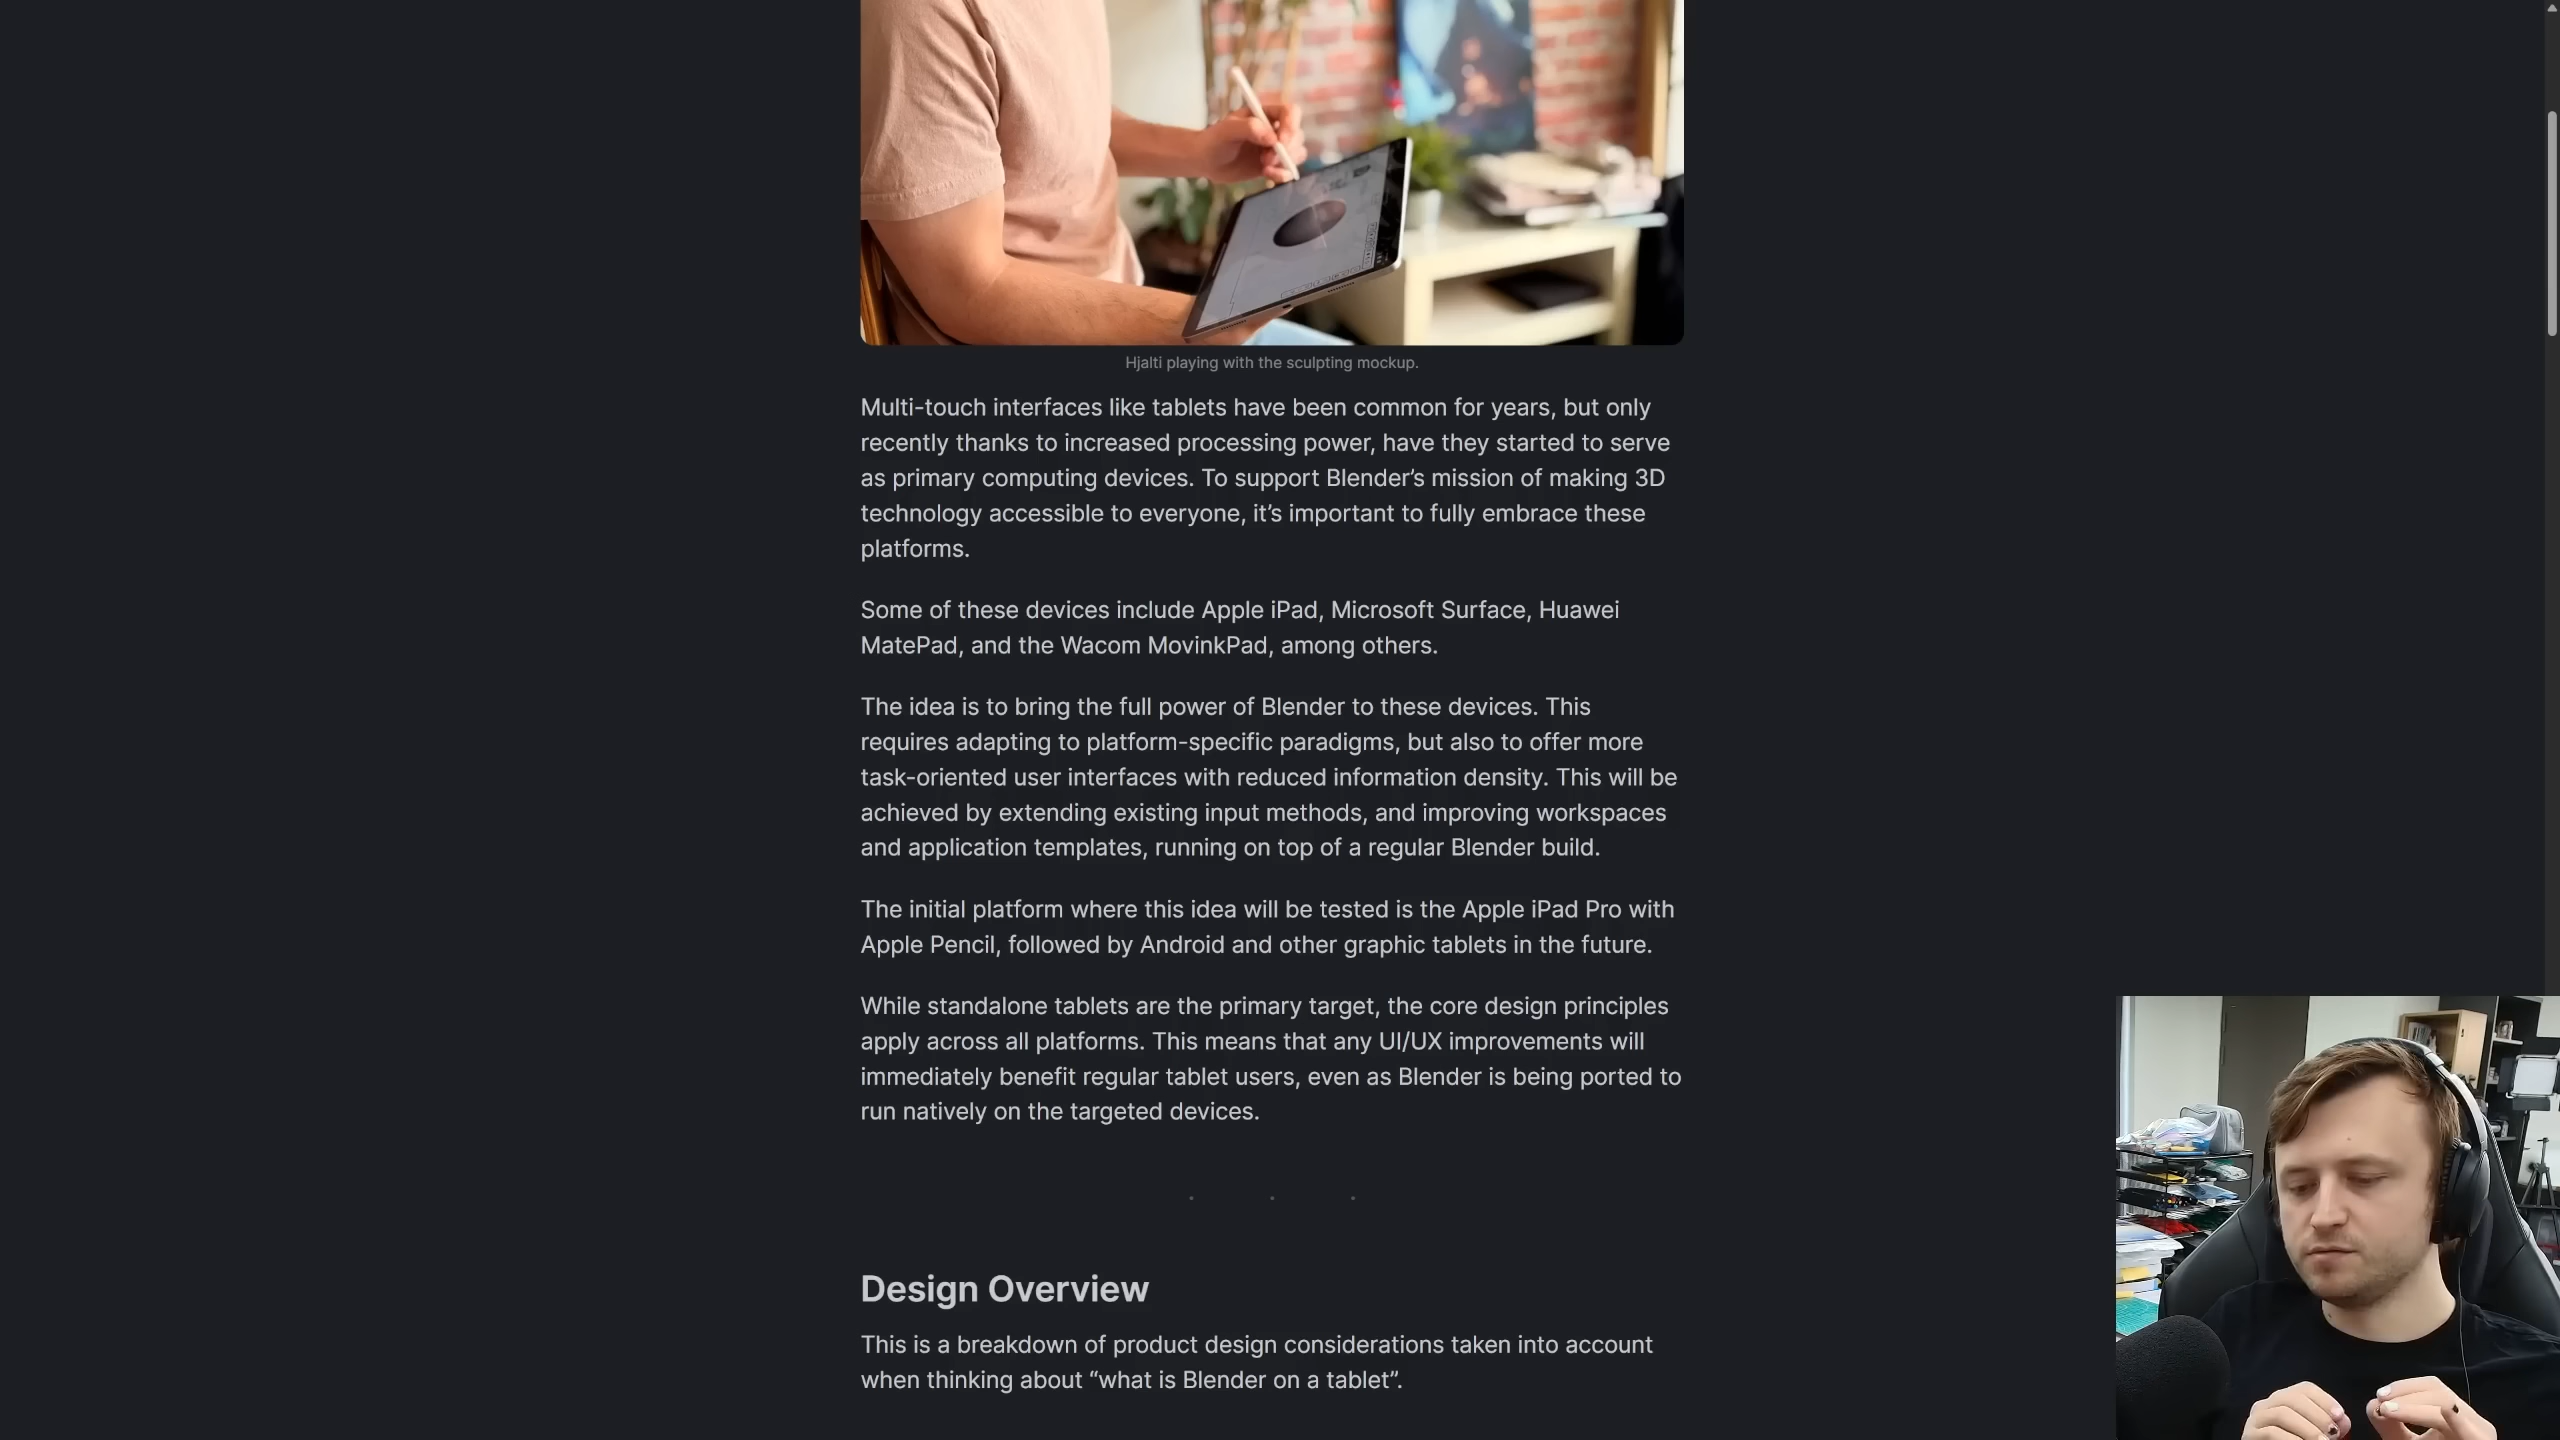 Hjalti playing with the sculpting mockup.
Multi-touch interfaces like tablets have been common for years, but only
recently thanks to increased processing power, have they started to serve
as primary computing devices. To support Blender’s mission of making 3D
technology accessible to everyone, it’s important to fully embrace these
platforms.
Some of these devices include Apple iPad, Microsoft Surface, Huawei
MatePad, and the Wacom MovinkPad, among others.
The idea is to bring the full power of Blender to these devices. This
requires adapting to platform-specific paradigms, but also to offer more
task-oriented user interfaces with reduced information density. This will be
achieved by extending existing input methods, and improving workspaces
and application templates, running on top of a regular Blender build.
The initial platform where this idea will be tested is the Apple iPad Pro with
Apple Pencil, followed by Android and other graphic tablets in the future.
While standalone tablets are the primary target, the core design principles
apply across all platforms. This means that any UI/UX improvements will
immediately benefit regular tablet users, even as Blender is being ported to
run natively on the targeted devices.
Design Overview
This is a breakdown of product design considerations taken into account
when thinking about “what is Blender on a tablet”.